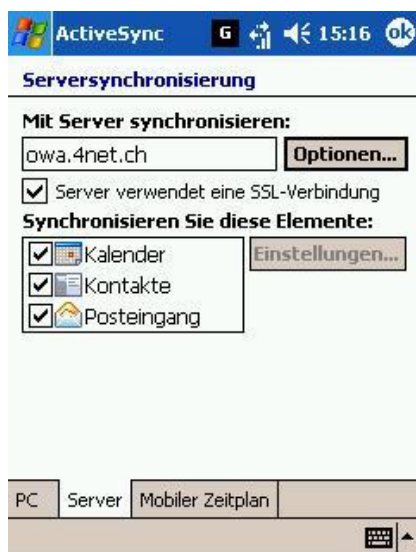 ActiveSync G 15:16 ok
Serversynchronisierung
Mit Server synchronisieren:
owa.4net.ch Optionen...
Server verwendet eine SSL-Verbindung
Synchronisieren Sie diese Elemente:
Kalender Einstellungen...
Kontakte
Posteingang
PC Server Mobiler Zeitplan